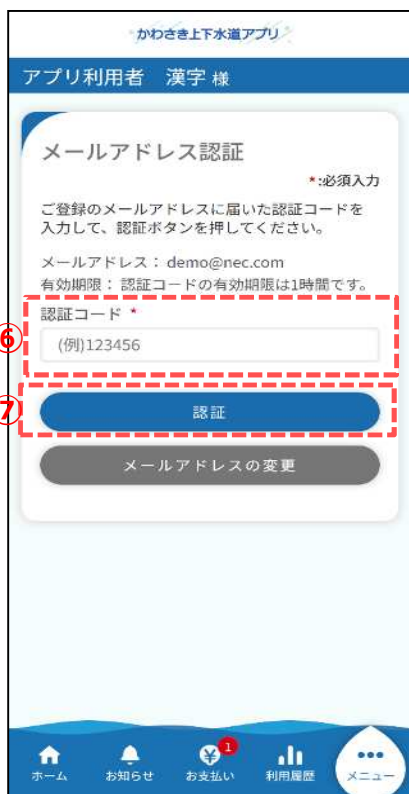 かわさき上下水道アプリ
アプリ利用者 漢字 様
メールアドレス認証
*:必須入力
ご登録のメールアドレスに届いた認証コードを
入力して、認証ボタンを押してください。
メールアドレス： demo@nec.com
有効期限： 認証コードの有効期限は1時間です。
認証コード *
⑥
(例)123456
⑦
認証
メールアドレスの変更
1
ホーム お知らせ お支払い 利用履歴 メニュー